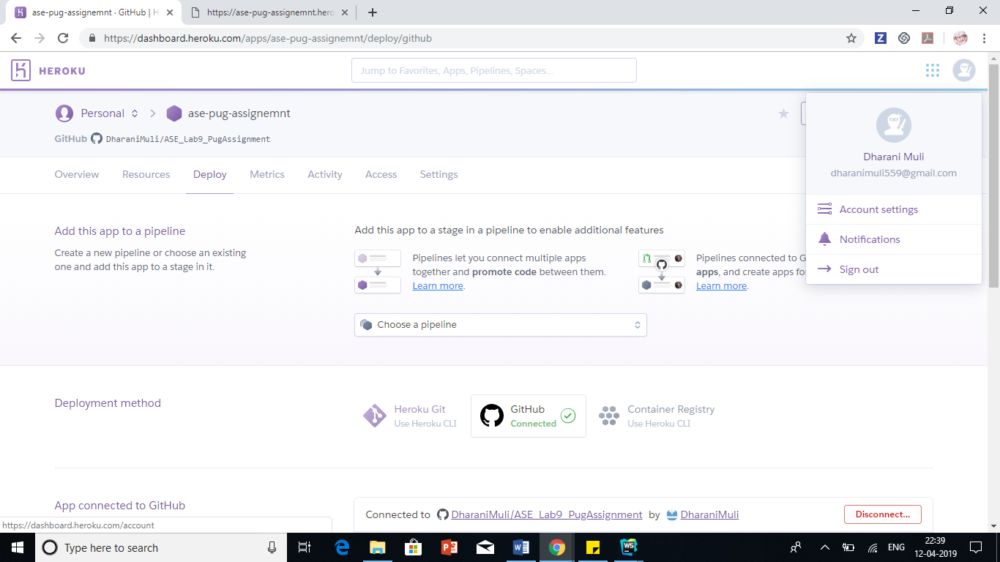 ase-pug-assignemnt · GitHub | H
https://ase-pug-assignemnt.hero
https://dashboard.heroku.com/apps/ase-pug-assignemnt/deploy/github
HEROKU
Jump to Favorites, Apps, Pipelines, Spaces...
Personal
ase-pug-assignemnt
GitHub DharaniMuli/ASE_Lab9_PugAssignment
Dharani Muli
dharanimuli559@gmail.com
Account settings
Notifications
Sign out
Overview Resources Deploy Metrics Activity Access Settings
Add this app to a pipeline
Create a new pipeline or choose an existing
one and add this app to a stage in it.
Add this app to a stage in a pipeline to enable additional features
Pipelines let you connect multiple apps
together and promote code between them.
Learn more.
Pipelines connected to G
apps, and create apps fo
Learn more.
Choose a pipeline
Deployment method
Heroku Git
Use Heroku CLI
GitHub
Connected
Container Registry
Use Heroku CLI
App connected to GitHub
Connected to DharaniMuli/ASE_Lab9_PugAssignment by DharaniMuli
Disconnect...
https://dashboard.heroku.com/account
Type here to search
ENG
22:39
12-04-2019